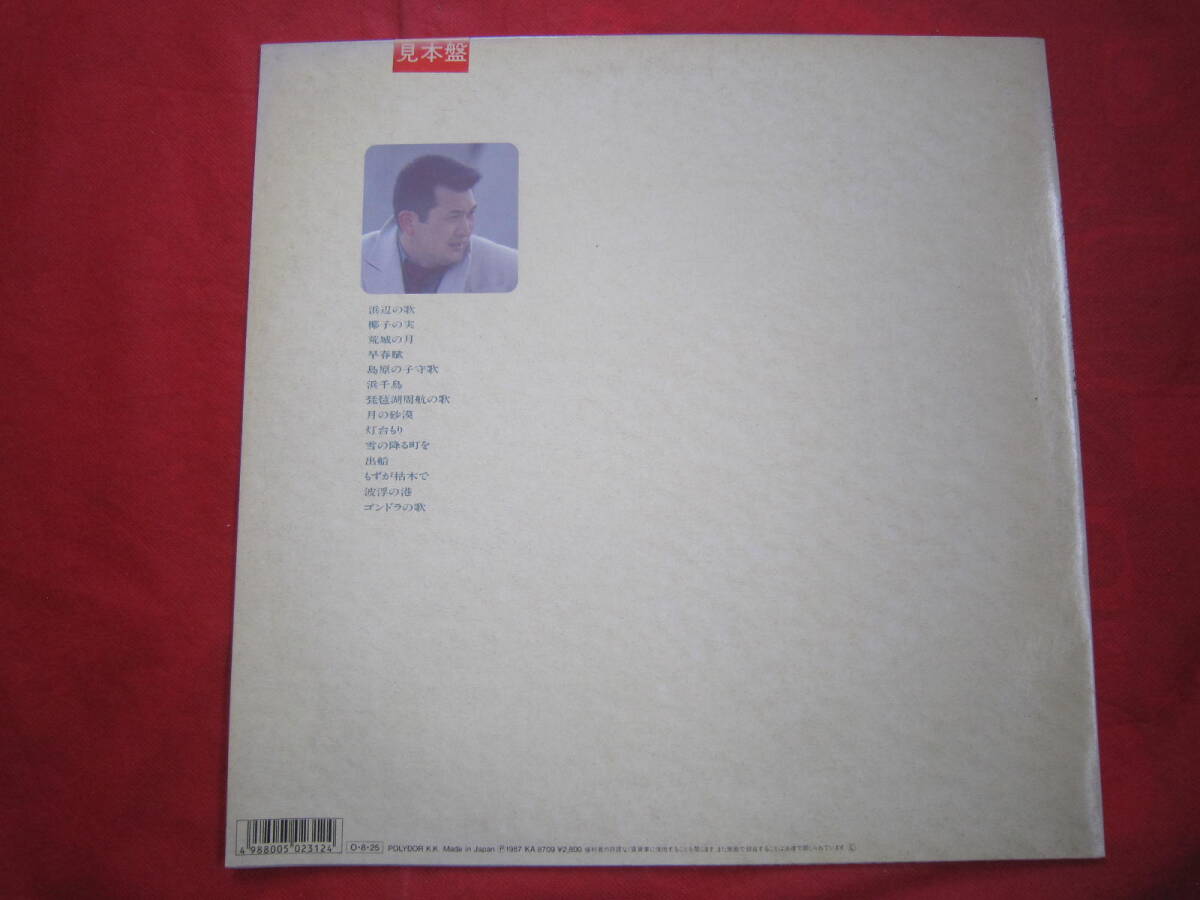 見本盤
浜辺の歌
椰子の実
荒城の月
早春賦
島原の子守歌
浜千鳥
琵琶湖周航の歌
月の砂漠
灯台もり
雪の降る町を
出船
もずが枯木で
波浮の港
ゴンドラの歌
4 988005 023124 O·8·25 POLYDOR K.K. Made in Japan Ⓟ1987 KA 8709 ¥2,800